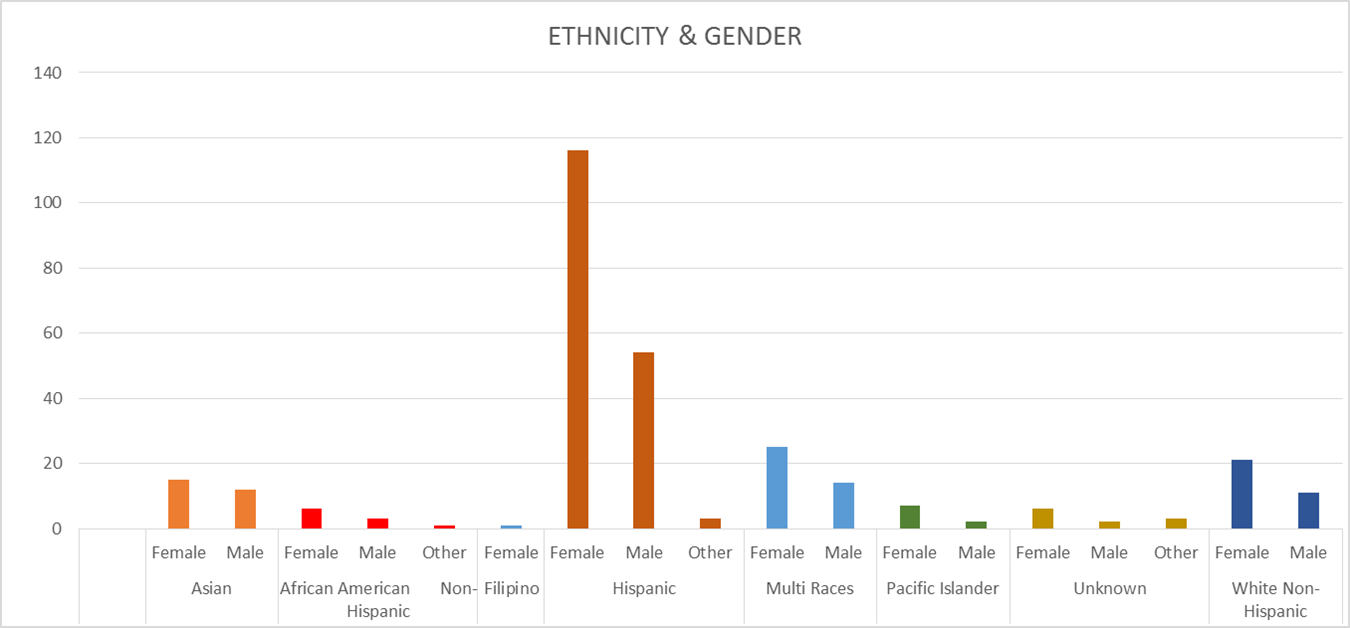 ETHNICITY & GENDER
140
120
100
80
60
40
20
0
Female Male Female Male Other Female Female Male Other Female Male Female Male Female Male Other Female Male
Asian African American Non- Filipino Hispanic Multi Races Pacific Islander Unknown White Non-
Hispanic Hispanic